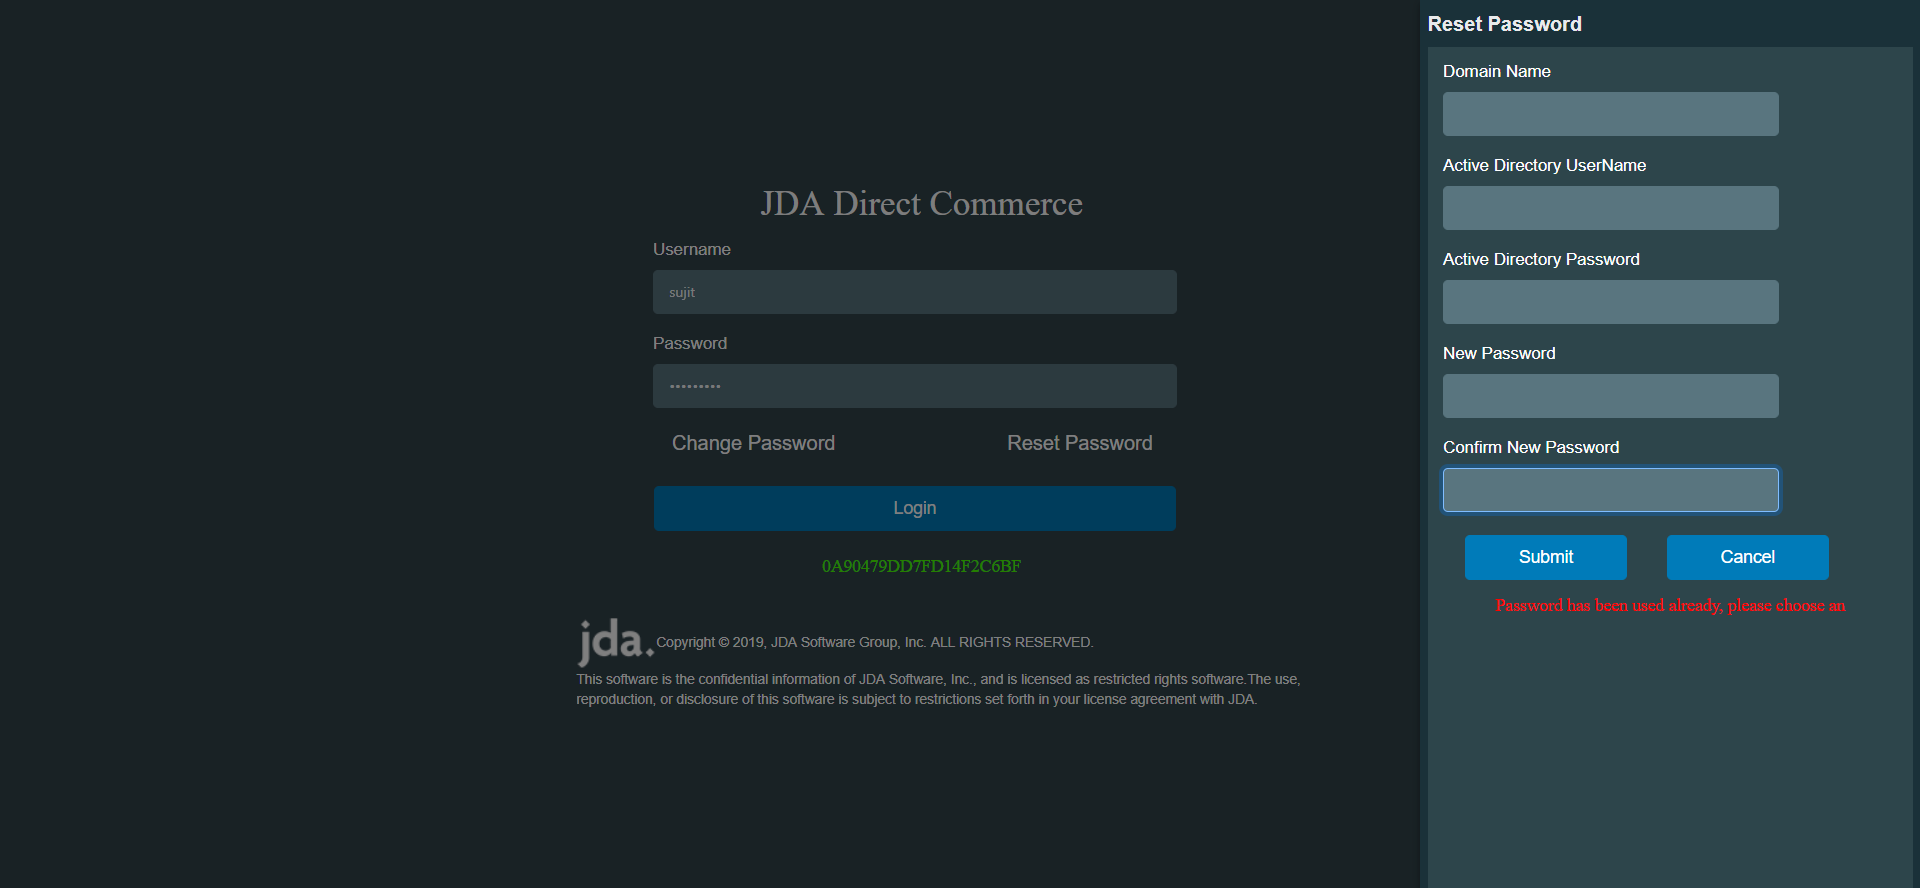 JDA Direct Commerce
Username
sujit
Password
•••••••••
Change Password Reset Password
Login
0A90479DD7FD14F2C6BF
jda.
Copyright © 2019, JDA Software Group, Inc. ALL RIGHTS RESERVED.
This software is the confidential information of JDA Software, Inc., and is licensed as restricted rights software.The use,
reproduction, or disclosure of this software is subject to restrictions set forth in your license agreement with JDA.
Reset Password
Domain Name
Active Directory UserName
Active Directory Password
New Password
Confirm New Password
Submit Cancel
Password has been used already, please choose an